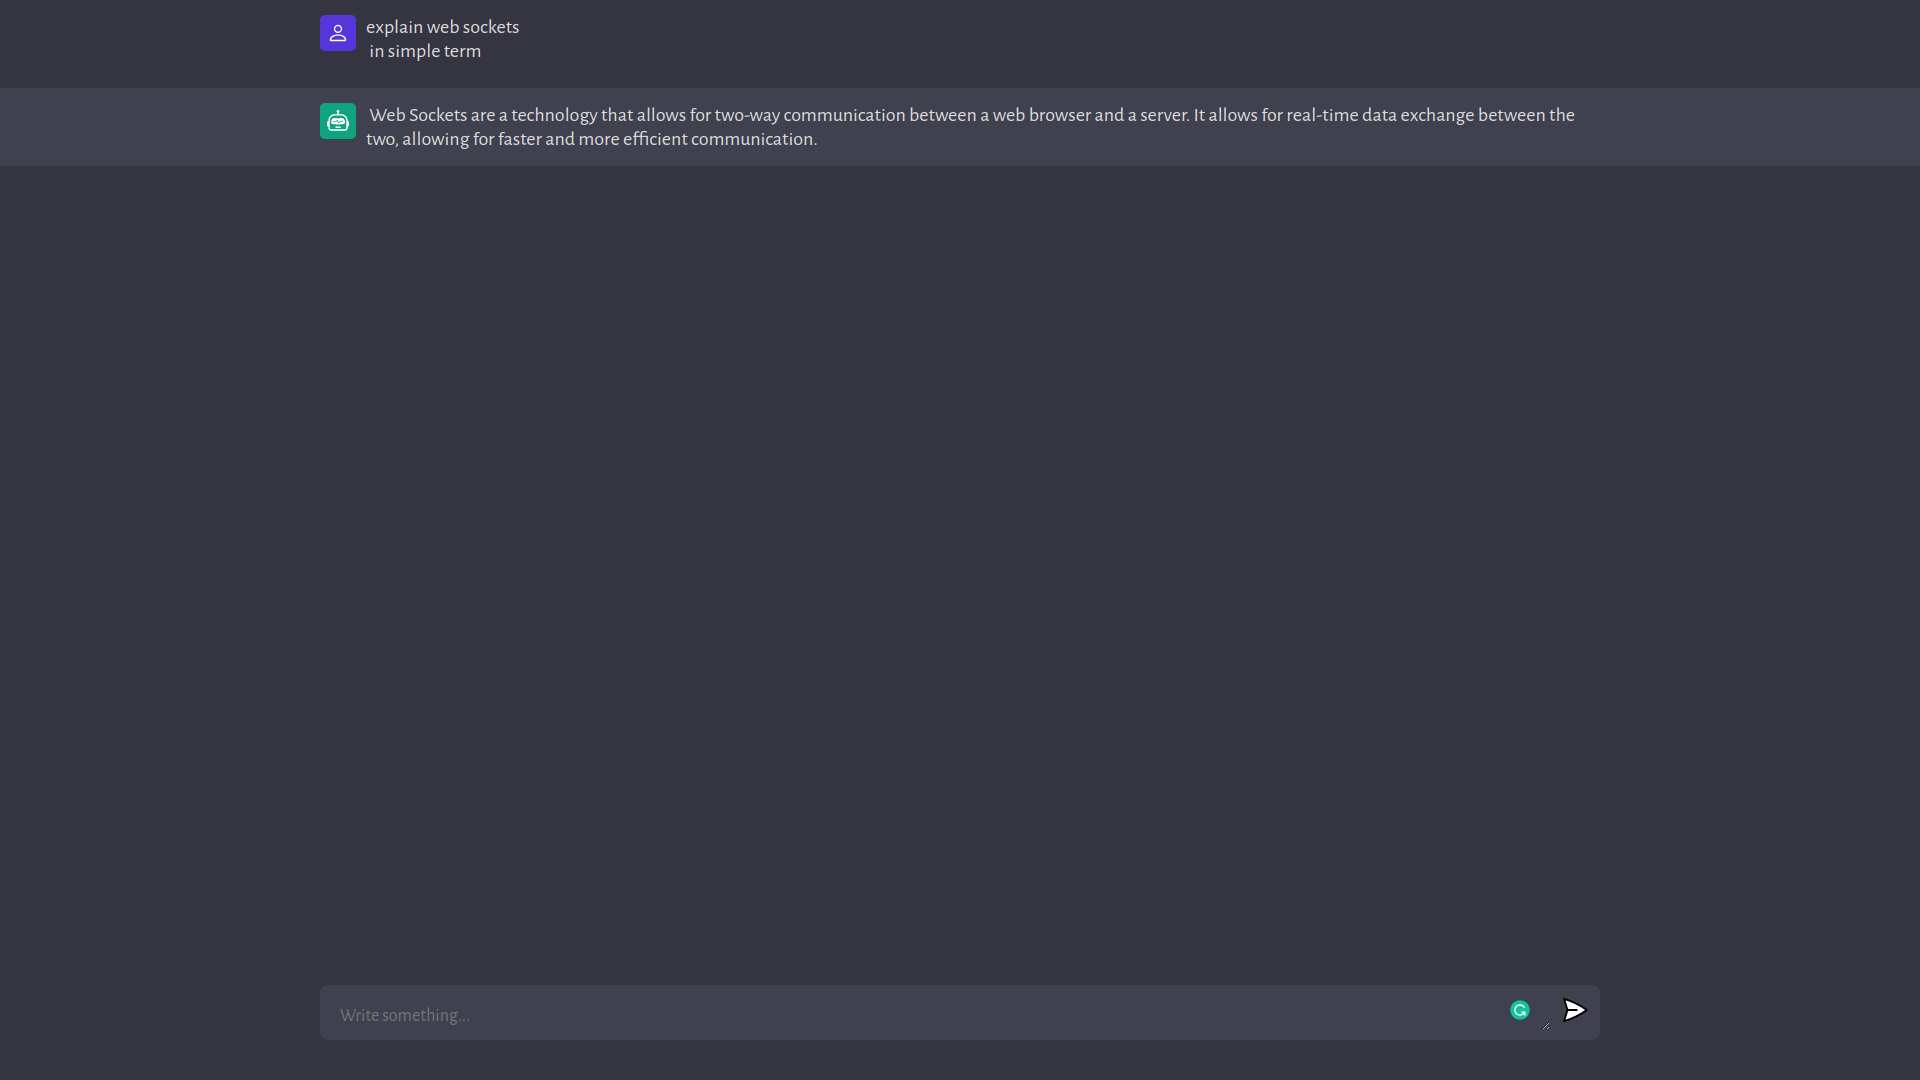 explain web sockets
in simple term
Web Sockets are a technology that allows for two-way communication between a web browser and a server. It allows for real-time data exchange between the
two, allowing for faster and more efficient communication.
Write something...